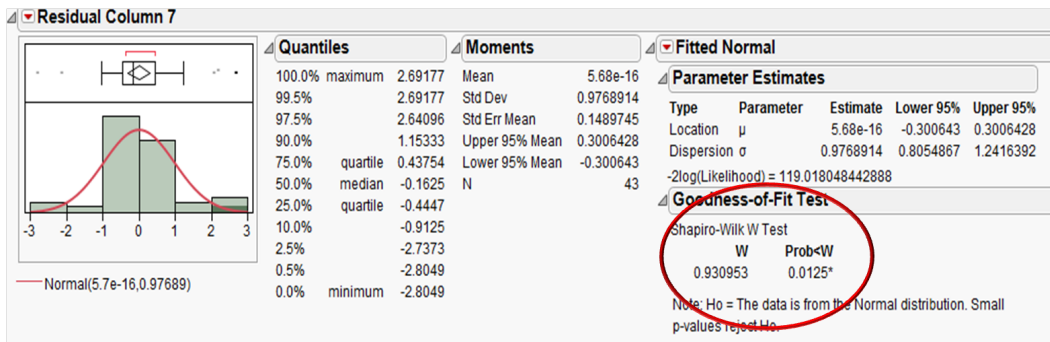 Residual Column 7
-3 -2 -1 0 1 2 3
Normal(5.7e-16,0.97689)
Quantiles
100.0% maximum 2.69177
99.5% 2.69177
97.5% 2.64096
90.0% 1.15333
75.0% quartile 0.43754
50.0% median -0.1625
25.0% quartile -0.4447
10.0% -0.9125
2.5% -2.7373
0.5% -2.8049
0.0% minimum -2.8049
Moments
Mean 5.68e-16
Std Dev 0.9768914
Std Err Mean 0.1489745
Upper 95% Mean 0.3006428
Lower 95% Mean -0.300643
N 43
Fitted Normal
Parameter Estimates
Type Parameter Estimate Lower 95% Upper 95%
Location μ 5.68e-16 -0.300643 0.3006428
Dispersion σ 0.9768914 0.8054867 1.2416392
-2log(Likelihood) = 119.018048442888
Goodness-of-Fit Test
Shapiro-Wilk W Test
W Prob<W
0.930953 0.0125*
Note: Ho = The data is from the Normal distribution. Small
p-values reject Ho.